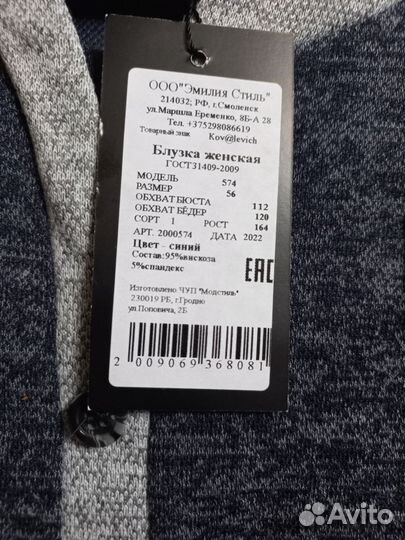 ООО"Эмилия Стиль"
214032; РФ, г.Смоленск
ул.Маршла Еременко, 8Б-А 28
Тел. +375298086619
Товарный знак Kov@levich
Блузка женская
ГОСТ31409-2009
МОДЕЛЬ 574
РАЗМЕР 56
ОБХВАТ БЮСТА 112
ОБХВАТ БЁДЕР 120
СОРТ 1 РОСТ 164
АРТ. 2000574 ДАТА 2022
Цвет - синий
Состав:95%вискоза
5%спандекс
EAC
Изготовлено ЧУП "Модстиль"
230019 РБ, г.Гродно
ул.Поповича, 2Б
2 009069 368081
Avito